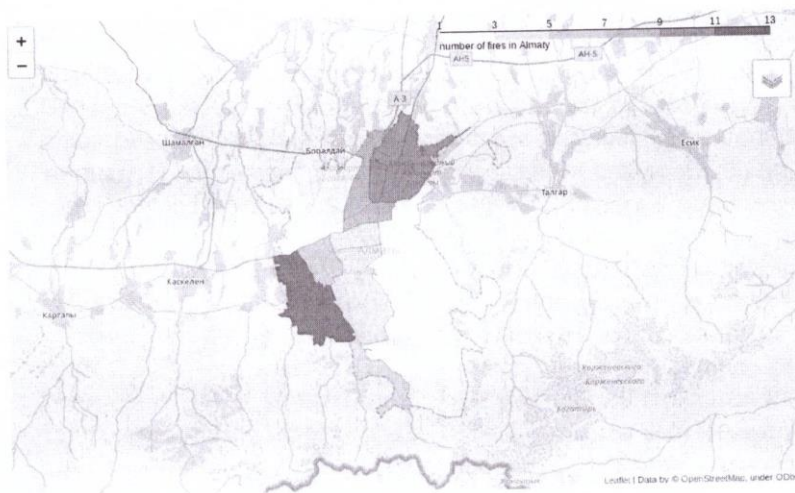 +
−
1 3 5 7 9 11 13
number of fires in Almaty
AH5
AH-5
А-3
Шамалган
Боралдай
Есик
Талгар
Каскелен
Каргалы
Leaflet | Data by © OpenStreetMap, under ODb